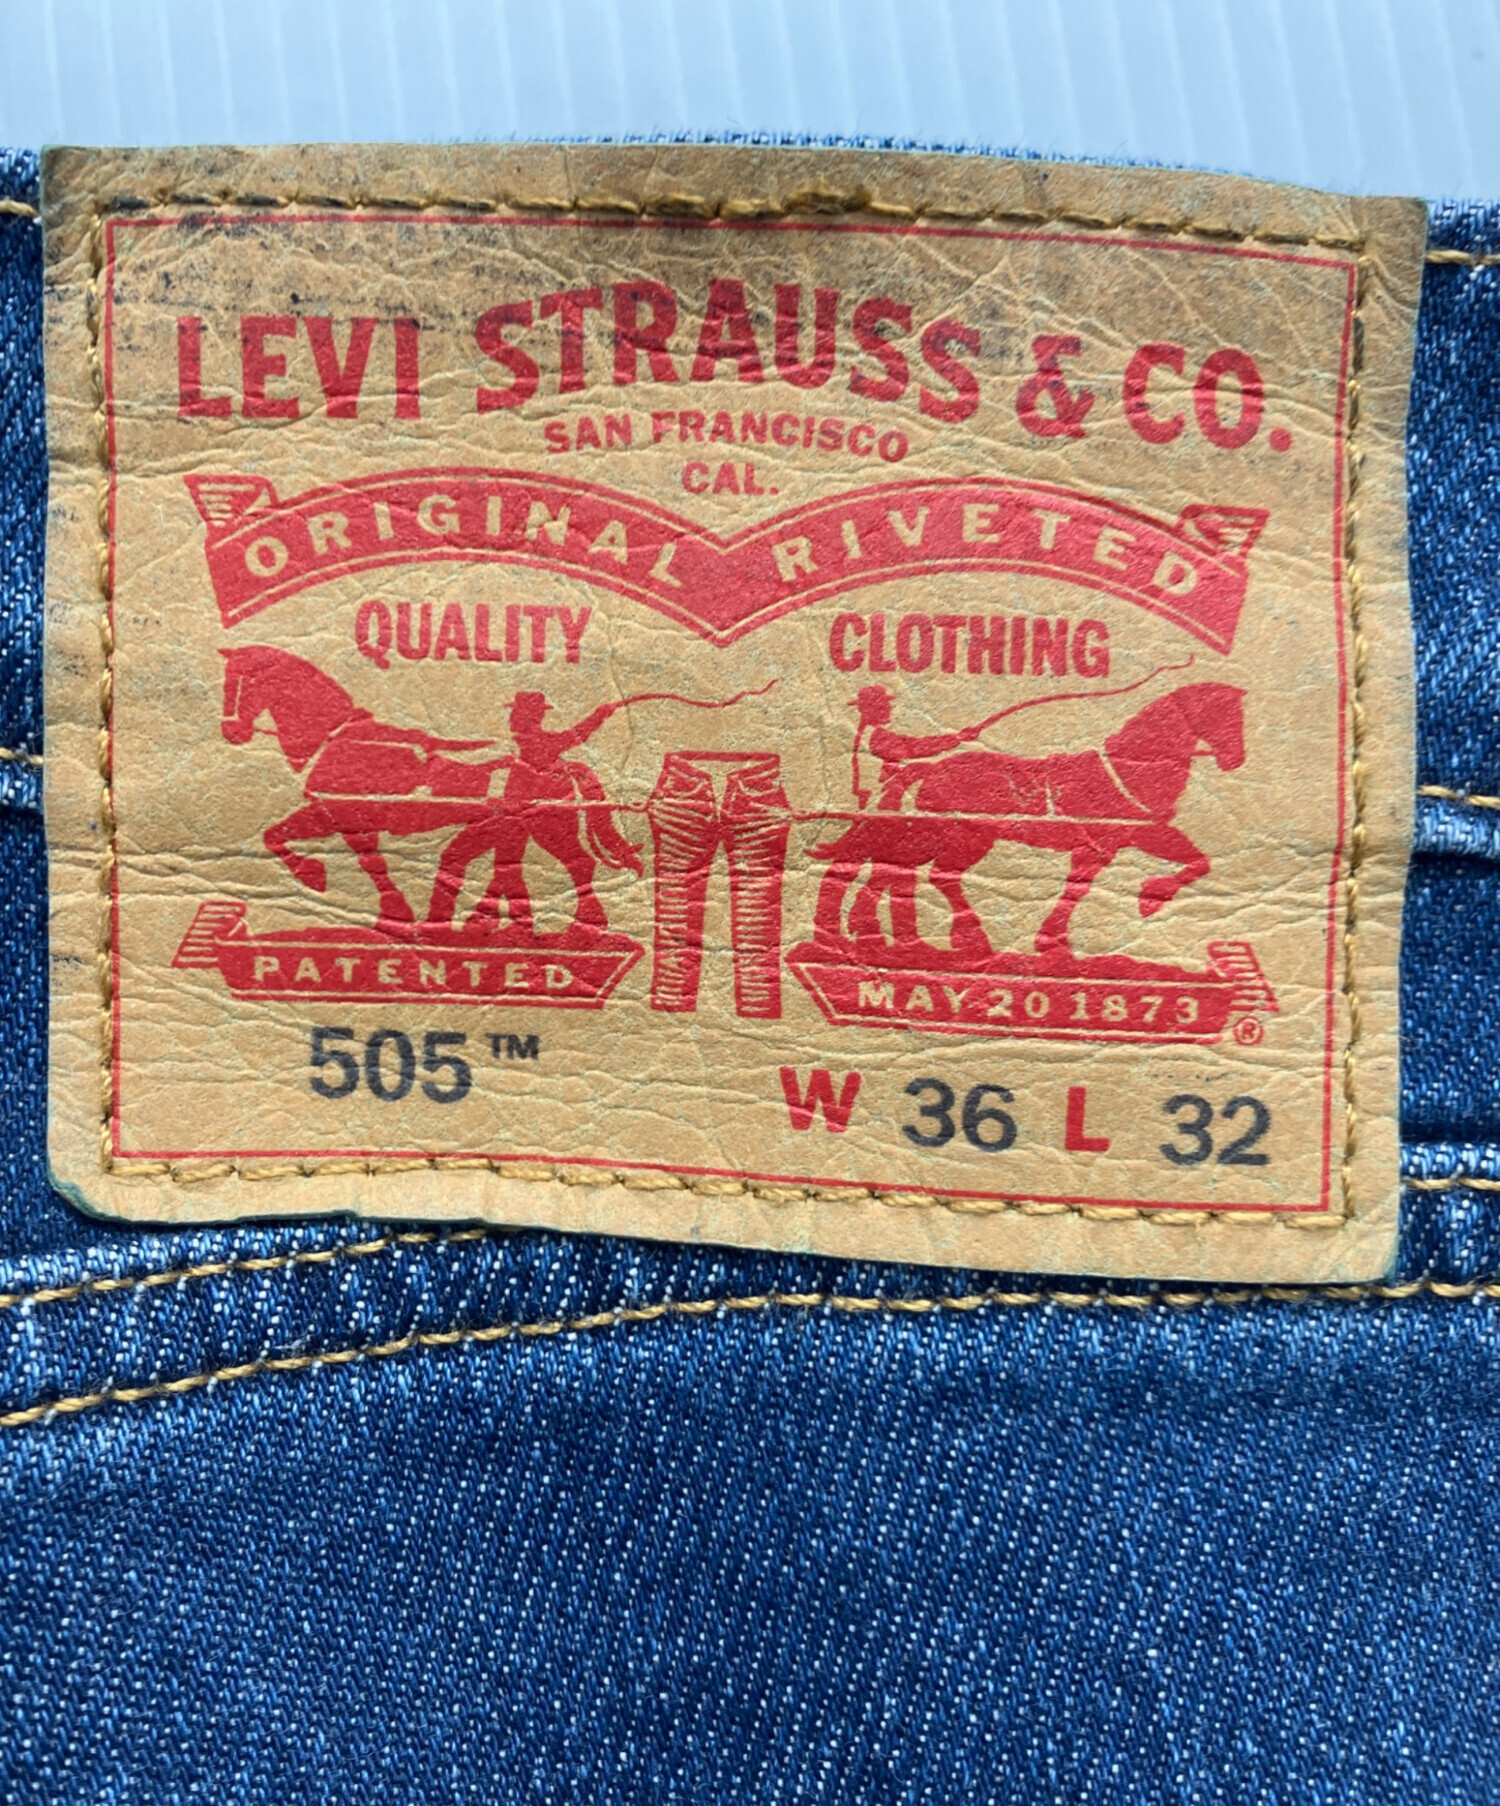 LEVI STRAUSS & CO.
SAN FRANCISCO
CAL.
ORIGINAL RIVETED
QUALITY CLOTHING
PATENTED MAY 20 1873 ®
505™ W 36 L 32